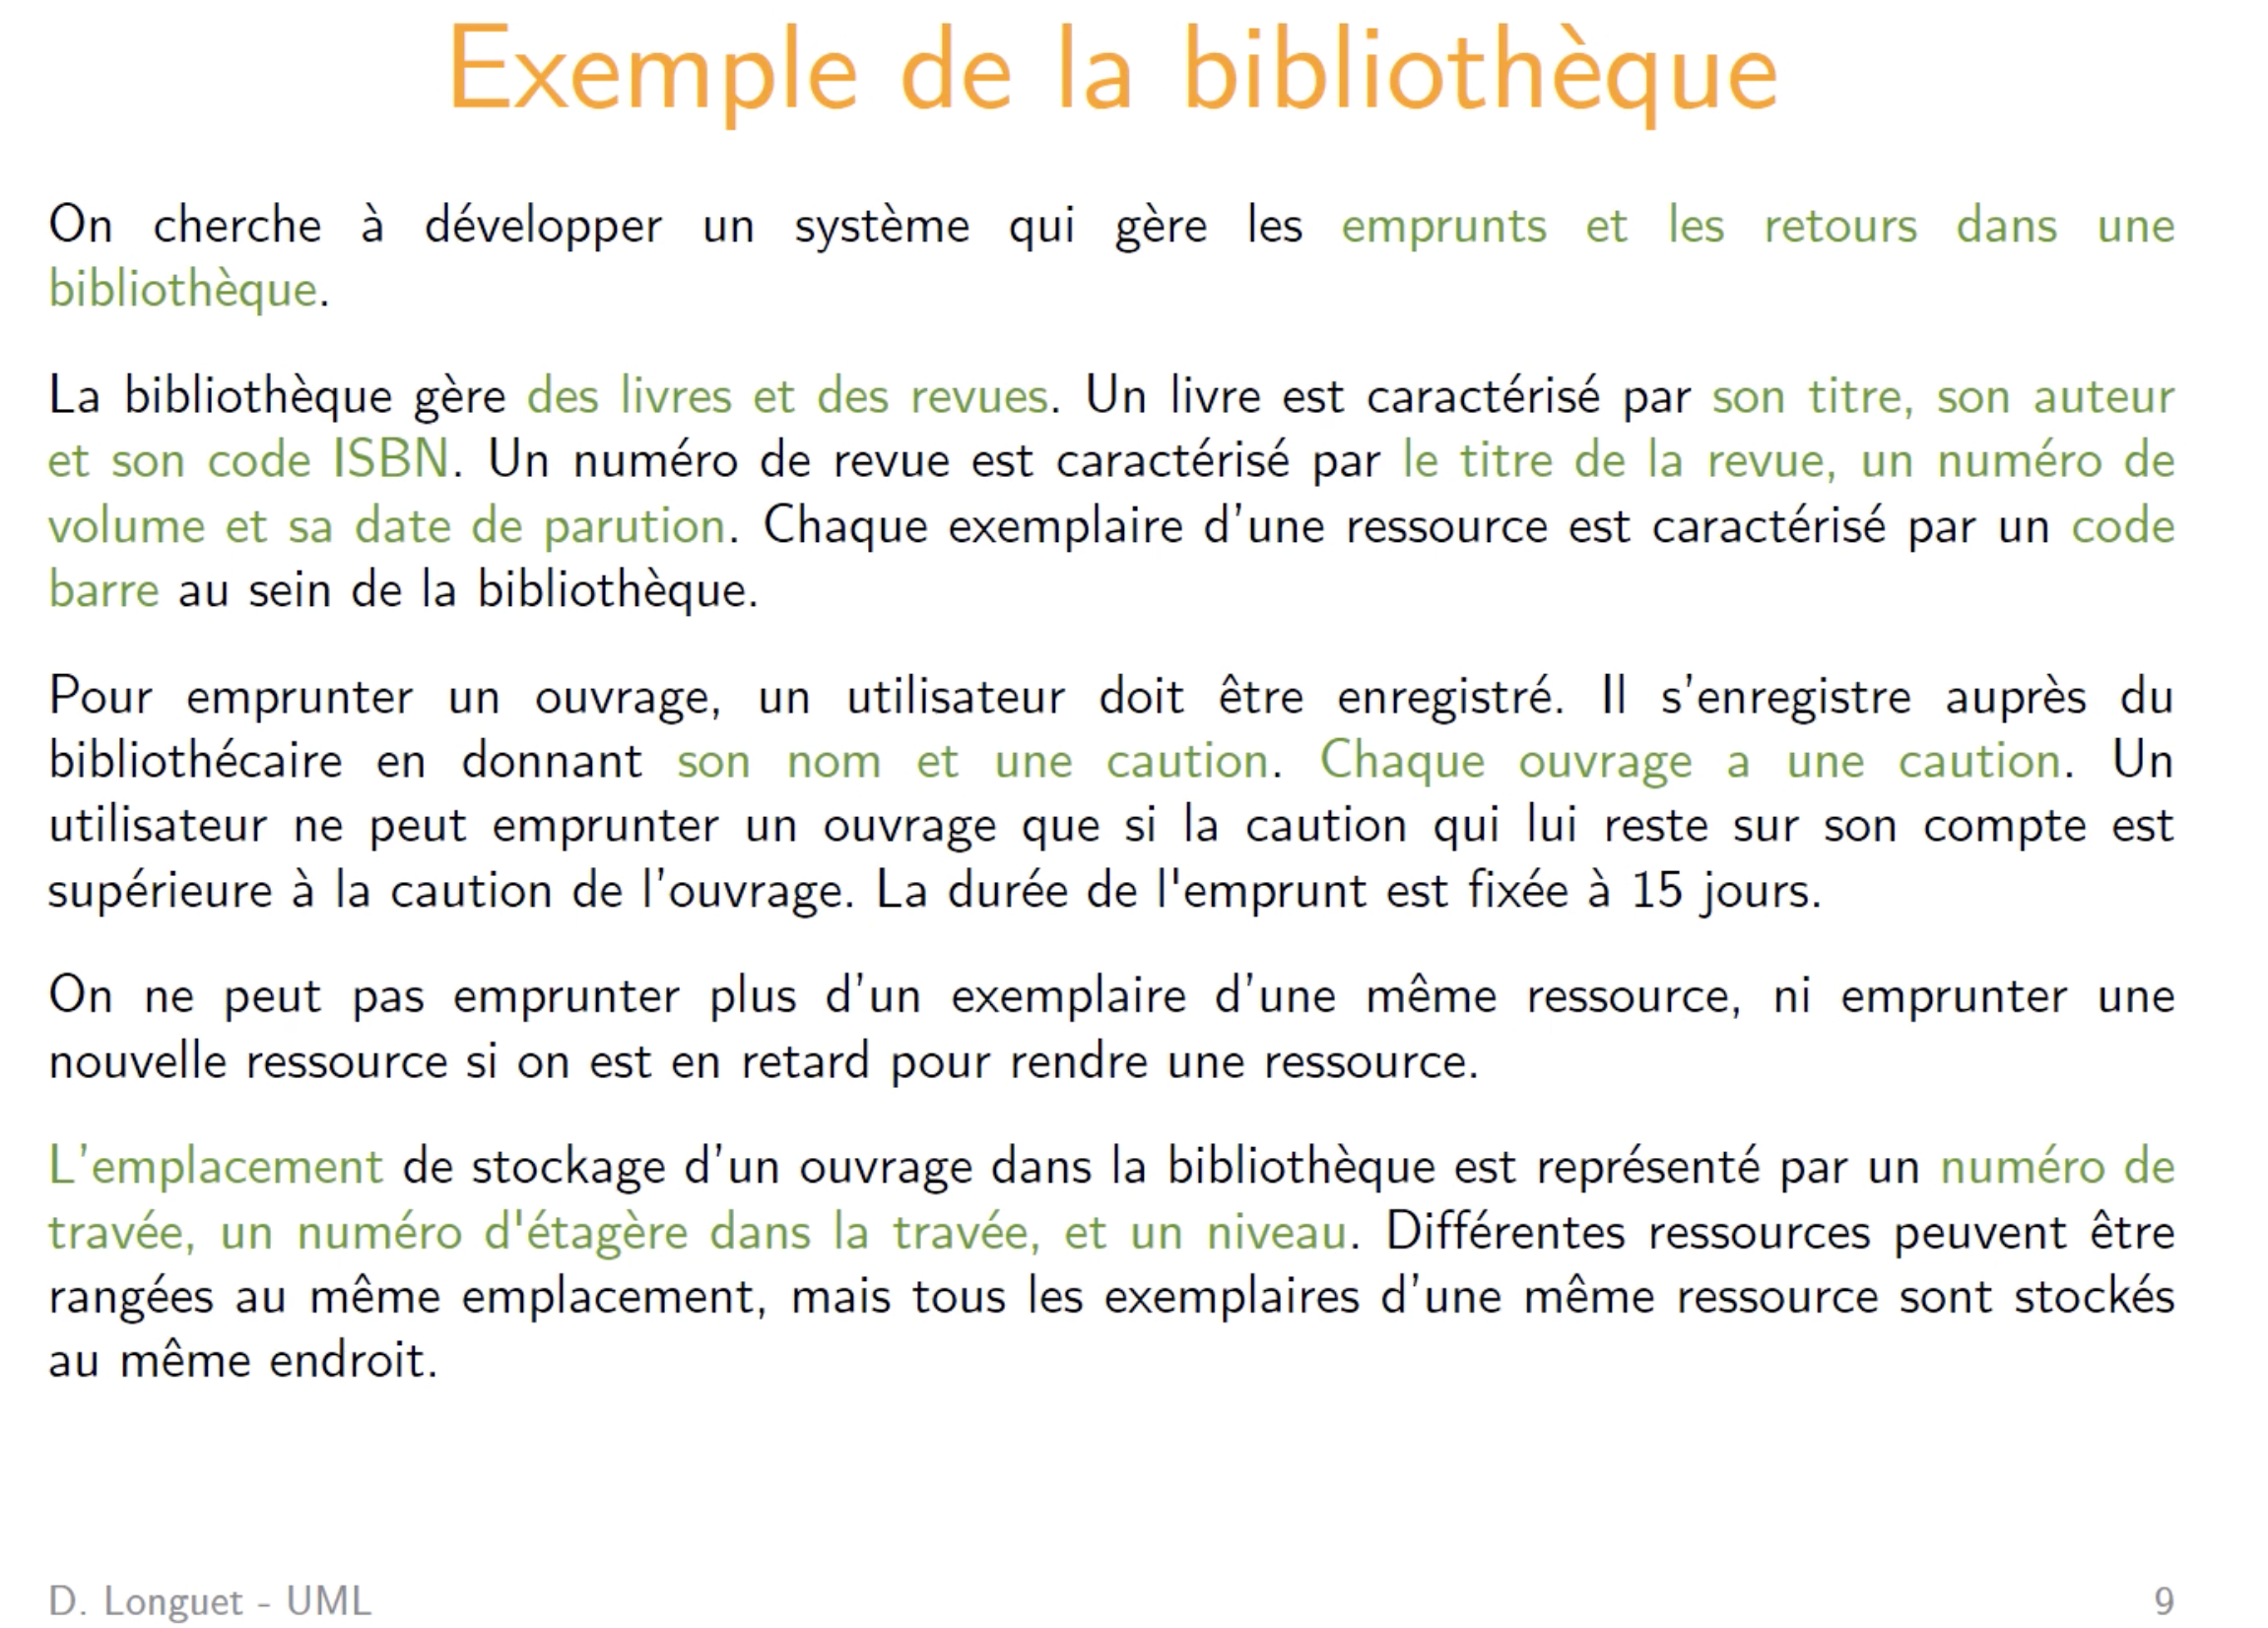 Exemple de la bibliothèque
On cherche à développer un système qui gère les emprunts et les retours dans une
bibliothèque.
La bibliothèque gère des livres et des revues. Un livre est caractérisé par son titre, son auteur
et son code ISBN. Un numéro de revue est caractérisé par le titre de la revue, un numéro de
volume et sa date de parution. Chaque exemplaire d’une ressource est caractérisé par un code
barre au sein de la bibliothèque.
Pour emprunter un ouvrage, un utilisateur doit être enregistré. Il s’enregistre auprès du
bibliothécaire en donnant son nom et une caution. Chaque ouvrage a une caution. Un
utilisateur ne peut emprunter un ouvrage que si la caution qui lui reste sur son compte est
supérieure à la caution de l’ouvrage. La durée de l'emprunt est fixée à 15 jours.
On ne peut pas emprunter plus d’un exemplaire d’une même ressource, ni emprunter une
nouvelle ressource si on est en retard pour rendre une ressource.
L’emplacement de stockage d’un ouvrage dans la bibliothèque est représenté par un numéro de
travée, un numéro d'étagère dans la travée, et un niveau. Différentes ressources peuvent être
rangées au même emplacement, mais tous les exemplaires d’une même ressource sont stockés
au même endroit.
D. Longuet - UML
9